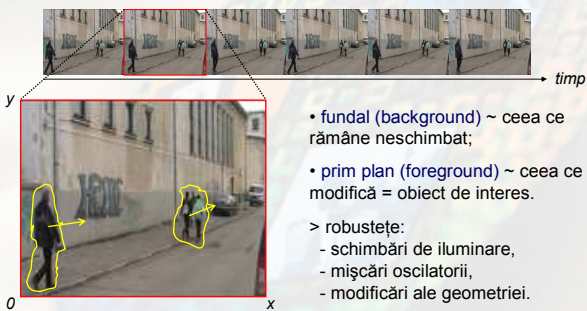 timp
y
• fundal (background) ~ ceea ce
rămâne neschimbat;
• prim plan (foreground) ~ ceea ce
modifică = obiect de interes.
> robusteţe:
- schimbări de iluminare,
- mişcări oscilatorii,
- modificări ale geometriei.
0
x